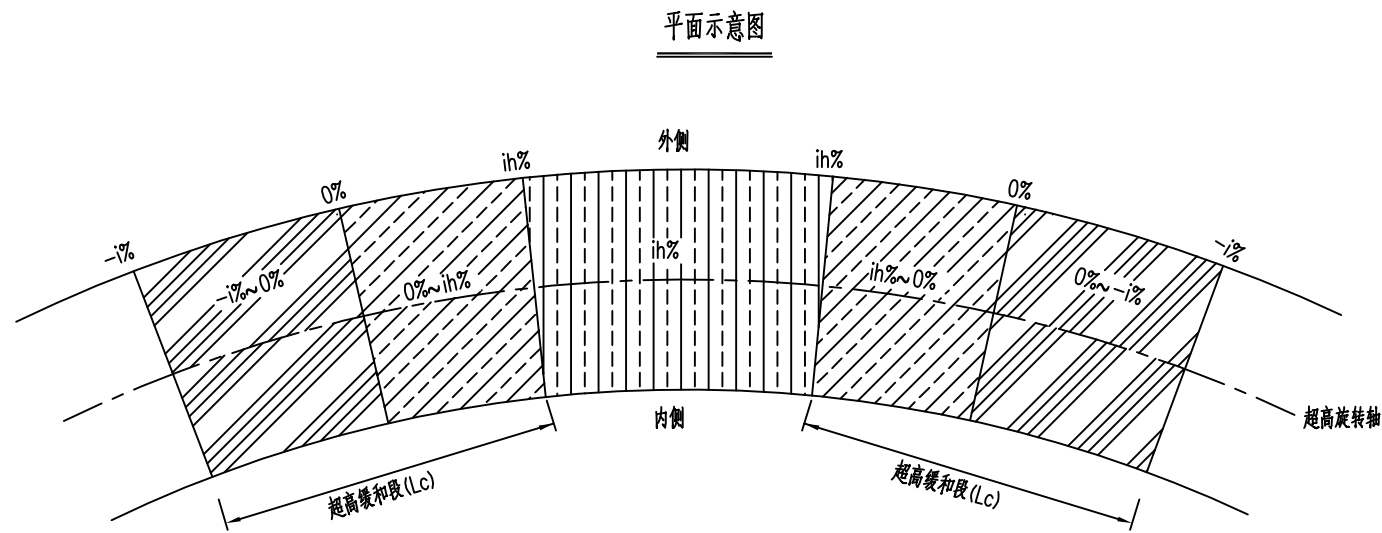 平面示意图
外侧
ih%
ih%
0%
0%
-i%
-i%
-i%~0%
0%~ih%
ih%
ih%~0%
0%~-i%
内侧
超高旋转轴
超高缓和段(Lc)
超高缓和段(Lc)